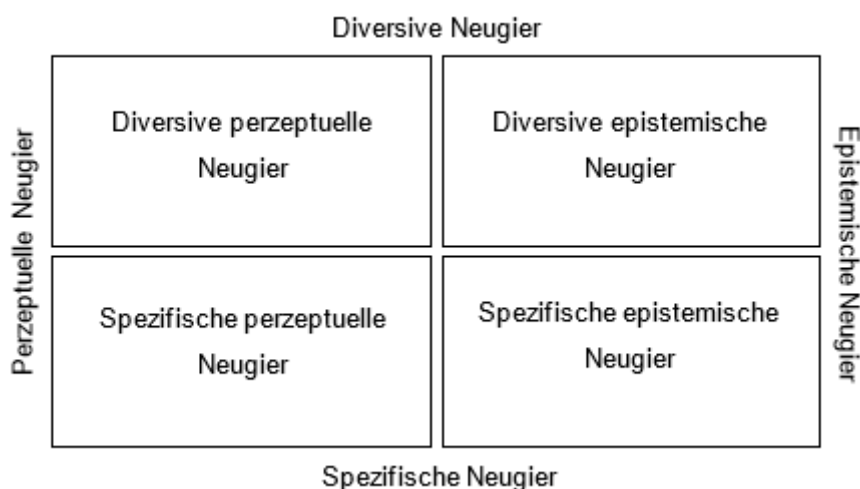 Diversive Neugier
Perzeptuelle Neugier
Diversive perzeptuelle
Neugier
Diversive epistemische
Neugier
Epistemische Neugier
Spezifische perzeptuelle
Neugier
Spezifische epistemische
Neugier
Spezifische Neugier